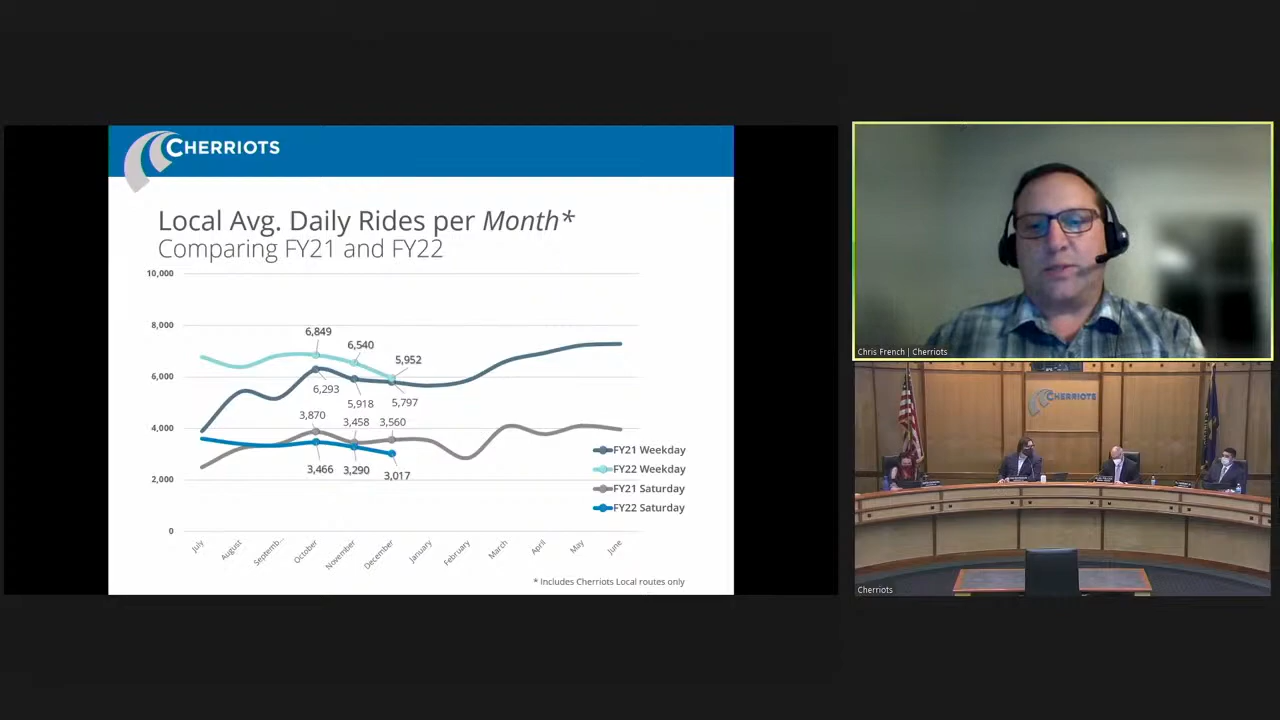 CHERRIOTS
Local Avg. Daily Rides per Month*
Comparing FY21 and FY22
10,000
8,000
6,000
4,000
2,000
0
6,849
6,540
5,952
6,293
5,918
5,797
3,870
3,458
3,560
3,466
3,290
3,017
FY21 Weekday
FY22 Weekday
FY21 Saturday
FY22 Saturday
July
August
Septemb...
October
November
December
January
February
March
April
May
June
* Includes Cherriots Local routes only
Chris French | Cherriots
CHERRIOTS
Cherriots